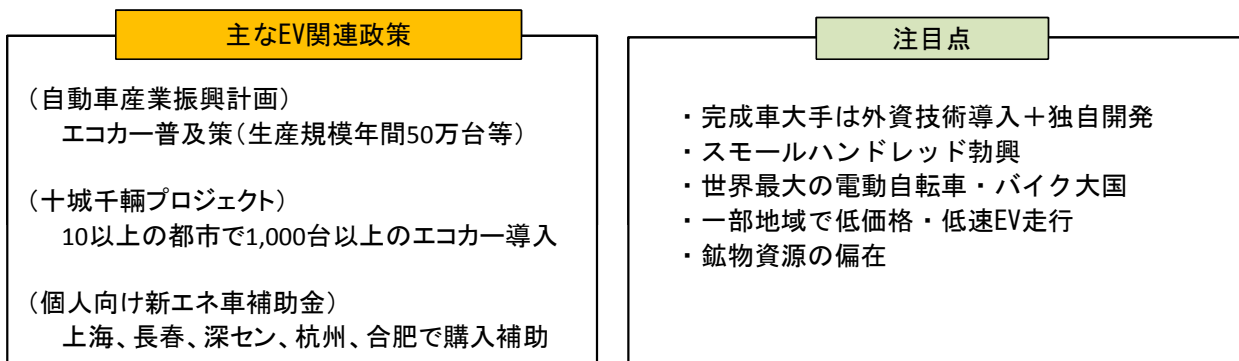 主なEV関連政策
（自動車産業振興計画）
エコカー普及策（生産規模年間50万台等）
（十城千輛プロジェクト）
10以上の都市で1,000台以上のエコカー導入
（個人向け新エネ車補助金）
上海、長春、深セン、杭州、合肥で購入補助
注目点
・完成車大手は外資技術導入＋独自開発
・スモールハンドレッド勃興
・世界最大の電動自転車・バイク大国
・一部地域で低価格・低速EV走行
・鉱物資源の偏在